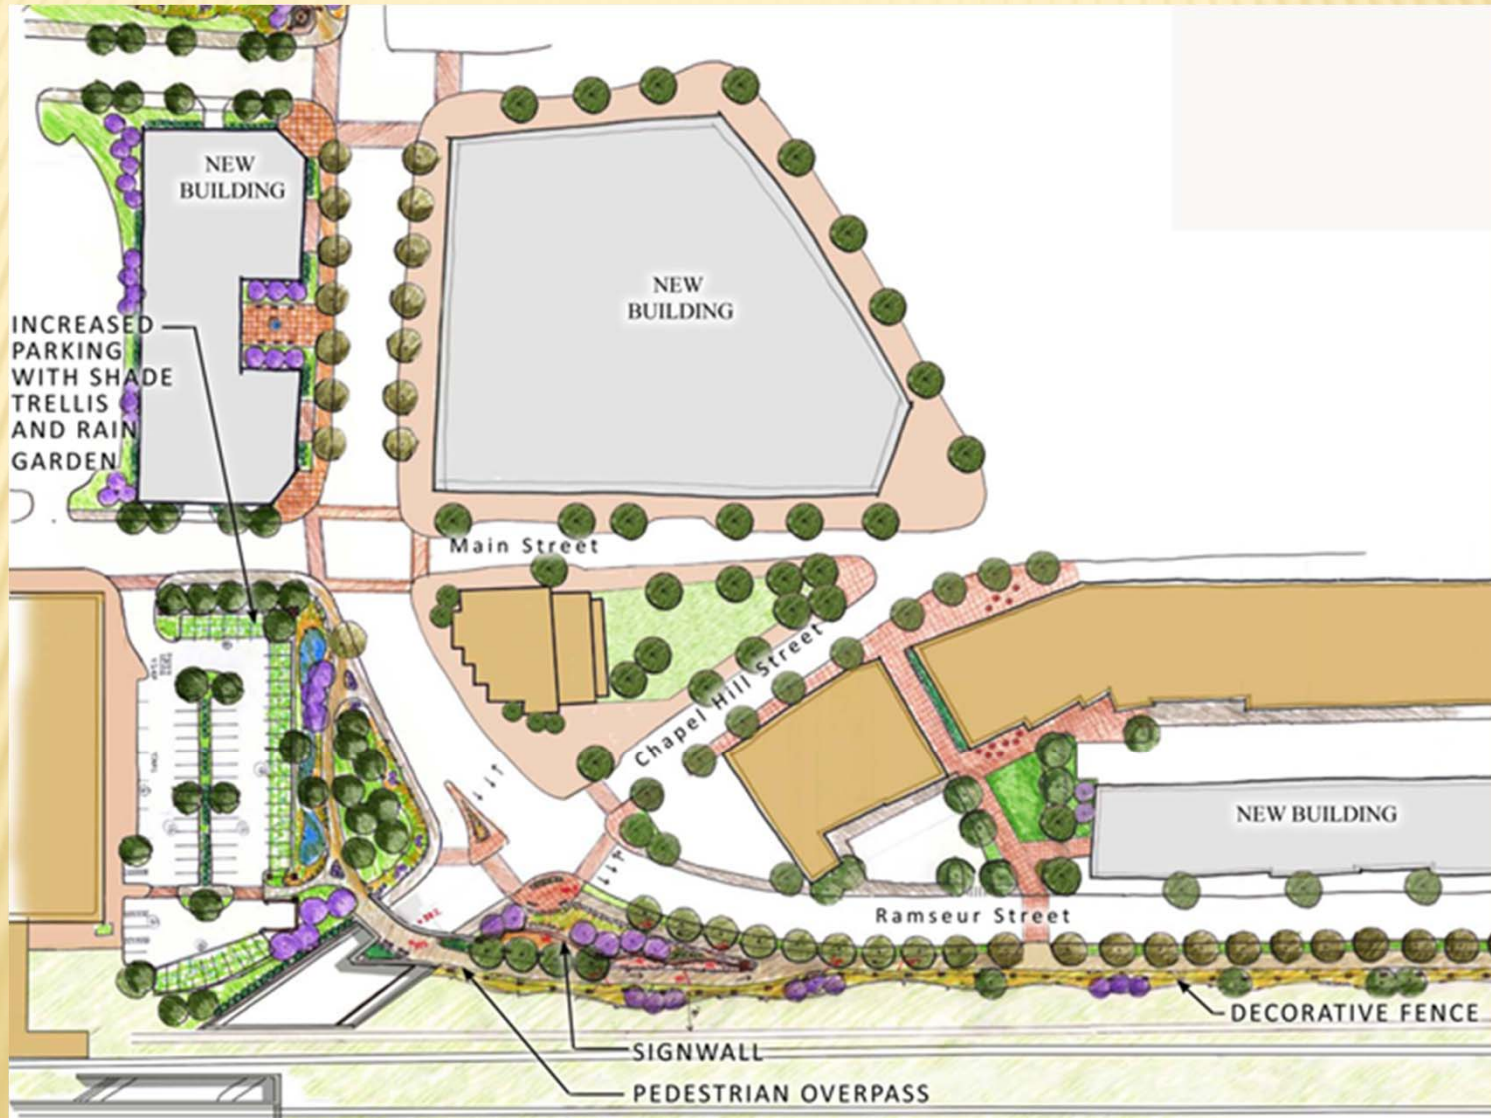 NEW
BUILDING
NEW
BUILDING
INCREASED
PARKING
WITH SHADE
TRELLIS
AND RAIN
GARDEN
Main Street
Chapel Hill Street
NEW BUILDING
Ramseur Street
DECORATIVE FENCE
SIGNWALL
PEDESTRIAN OVERPASS